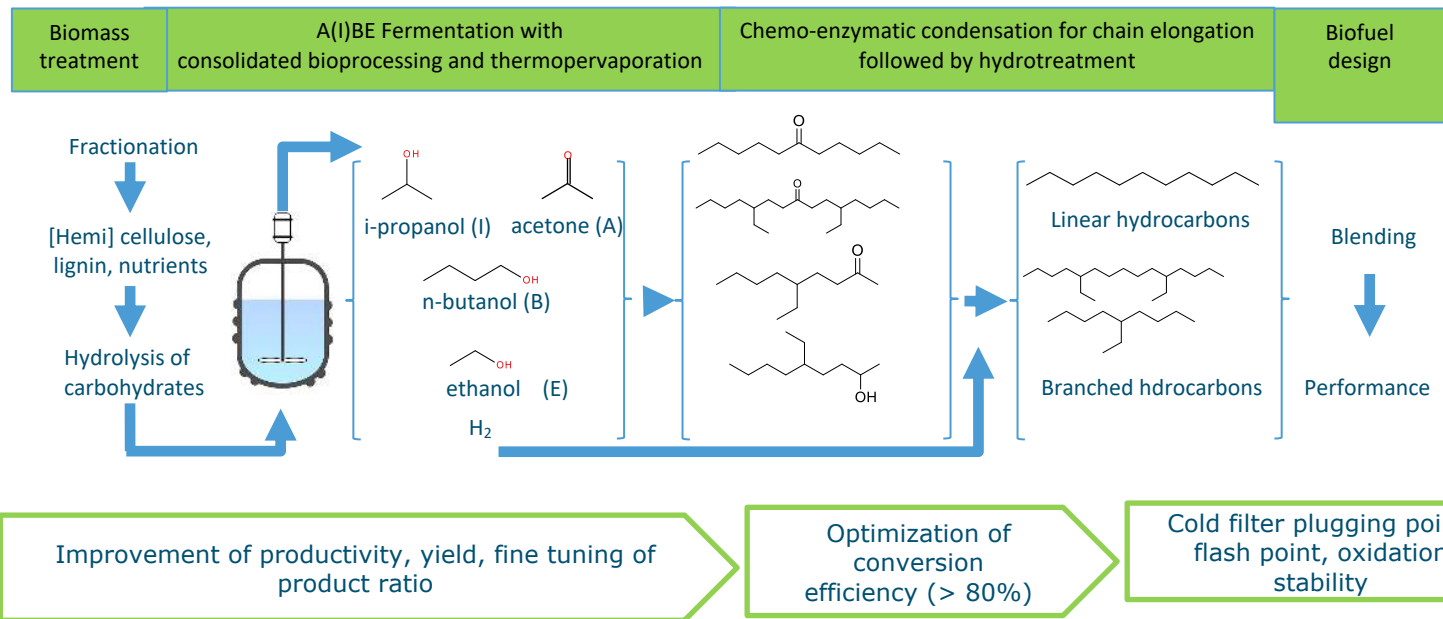 Biomass
treatment
A(I)BE Fermentation with
consolidated bioprocessing and thermopervaporation
Chemo-enzymatic condensation for chain elongation
followed by hydrotreatment
Biofuel
design
Fractionation
[Hemi] cellulose,
lignin, nutrients
Hydrolysis of
carbohydrates
OH
O
i-propanol (I)
acetone (A)
OH
n-butanol (B)
OH
ethanol (E)
H2
O
O
O
OH
Linear hydrocarbons
Branched hdrocarbons
Blending
Performance
Improvement of productivity, yield, fine tuning of
product ratio
Optimization of
conversion
efficiency (> 80%)
Cold filter plugging poi
flash point, oxidation
stability